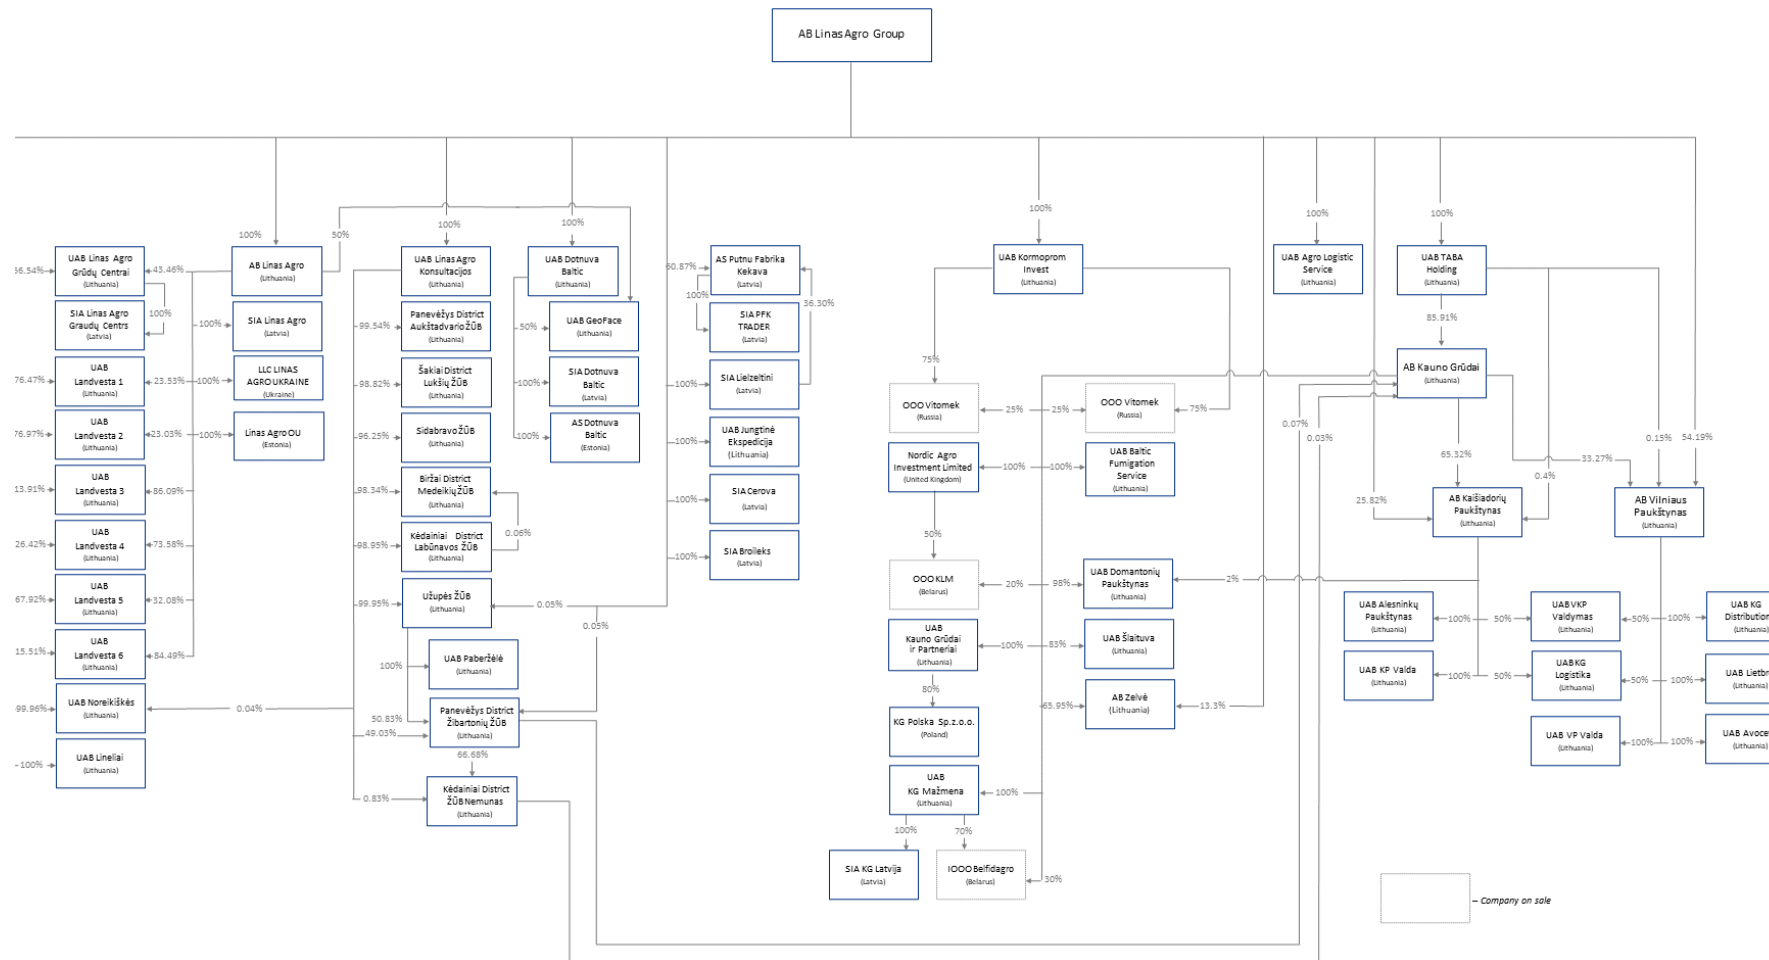 AB Linas Agro Group
UAB Linas Agro
Grūdų Centrai
(Lithuania)
43.46%
100%
SIA Linas Agro
Graudų Centrs
(Latvia)
100%
AB Linas Agro
(Lithuania)
50%
100%
SIA Linas Agro
(Latvia)
100%
LLC LINAS
AGRO UKRAINE
(Ukraine)
100%
Linas Agro OU
(Estonia)
76.47%
UAB
Landvesta 1
(Lithuania)
23.53%
76.97%
UAB
Landvesta 2
(Lithuania)
23.03%
13.91%
UAB
Landvesta 3
(Lithuania)
86.09%
26.42%
UAB
Landvesta 4
(Lithuania)
73.58%
67.92%
UAB
Landvesta 5
(Lithuania)
32.08%
15.51%
UAB
Landvesta 6
(Lithuania)
84.49%
99.96%
UAB Noreikiškės
(Lithuania)
0.04%
100%
UAB Lineliai
(Lithuania)
100%
UAB Linas Agro
Konsultacijos
(Lithuania)
99.54%
Panevėžys District
Aukštadvario ŽŪB
(Lithuania)
98.82%
Šakiai District
Lukšių ŽŪB
(Lithuania)
96.25%
Sidabravo ŽŪB
(Lithuania)
98.34%
Biržai District
Medeikių ŽŪB
(Lithuania)
98.95%
Kėdainiai District
Labūnavos ŽŪB
(Lithuania)
0.06%
99.95%
Užupės ŽŪB
(Lithuania)
0.05%
0.05%
100%
UAB Paberžėlė
(Lithuania)
50.83%
49.03%
Panevėžys District
Žibartonių ŽŪB
(Lithuania)
66.68%
0.83%
Kėdainiai District
ŽŪB Nemunas
(Lithuania)
100%
UAB Dotnuva
Baltic
(Lithuania)
50%
UAB GeoFace
(Lithuania)
100%
SIA Dotnuva
Baltic
(Latvia)
100%
AS Dotnuva
Baltic
(Estonia)
AS Putnu Fabrika
Kekava
(Latvia)
100%
36.30%
SIA PFK
TRADER
(Latvia)
100%
SIA Lielzeltini
(Latvia)
100%
UAB Jungtinė
Ekspedicija
(Lithuania)
100%
SIA Cerova
(Latvia)
100%
SIA Broileks
(Latvia)
100%
UAB Kormoprom
Invest
(Lithuania)
75%
OOO Vitomek
(Russia)
25%
25%
OOO Vitomek
(Russia)
75%
Nordic Agro
Investment Limited
(United Kingdom)
100%
100%
UAB Baltic
Fumigation
Service
(Lithuania)
50%
OOO KLM
(Belarus)
20%
98%
UAB Domantonių
Paukštynas
(Lithuania)
2%
UAB
Kauno Grūdai
ir Partneriai
(Lithuania)
100%
83%
UAB Šlaituva
(Lithuania)
80%
KG Polska Sp.z.o.o.
(Poland)
65.95%
AB Zelvė
(Lithuania)
13.3%
UAB
KG Mažmena
(Lithuania)
100%
100%
70%
SIA KG Latvija
(Latvia)
IOOO Belfidagro
(Belarus)
30%
100%
UAB Agro Logistic
Service
(Lithuania)
100%
UAB TABA
Holding
(Lithuania)
85.91%
AB Kauno Grūdai
(Lithuania)
0.07%
0.03%
65.32%
25.82%
0.4%
0.15%
54.19%
33.27%
AB Kaišiadorių
Paukštynas
(Lithuania)
AB Vilniaus
Paukštynas
(Lithuania)
UAB Alesninkų
Paukštynas
(Lithuania)
100%
50%
UAB VKP
Valdymas
(Lithuania)
50%
100%
UAB KG
(Lithuania)
UAB KP Valda
(Lithuania)
100%
50%
UAB KG
Logistika
(Lithuania)
50%
100%
UAB
(Lithuania)
UAB VP Valda
(Lithuania)
100%
100%
UAB
(Lithuania)
– Company on sale